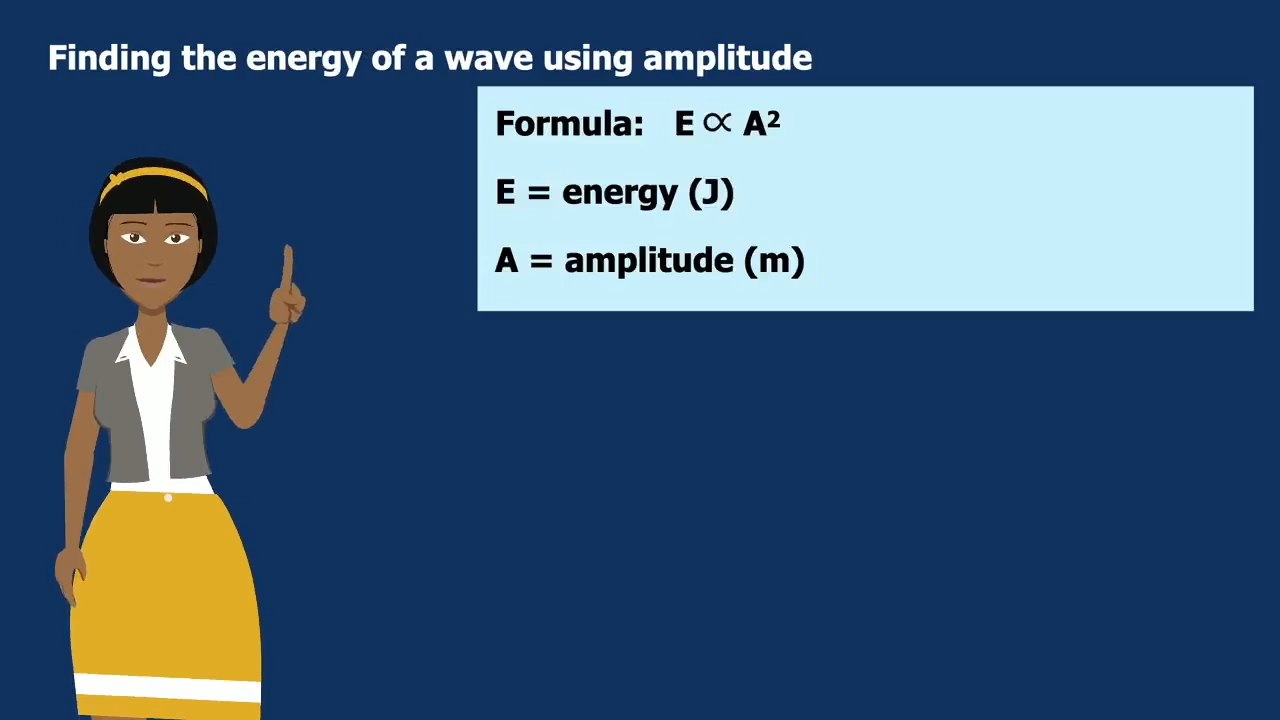 Finding the energy of a wave using amplitude
Formula: E ∝ A²
E = energy (J)
A = amplitude (m)